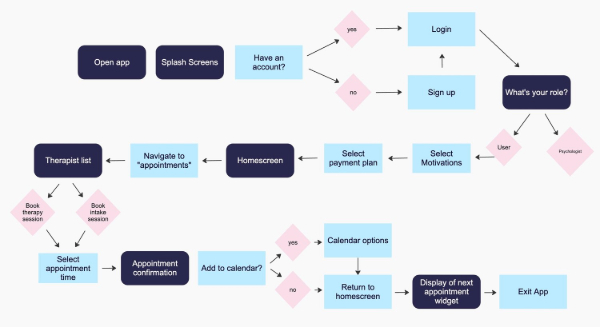 yes
Login
Open app
Splash Screens
Have an
account?
no
Sign up
What's your role?
User
Psychologist
Therapist list
Navigate to
"appointments"
Homescreen
Select
payment plan
Select
Motivations
Book
therapy
session
Book
intake
session
Select
appointment
time
Appointment
confirmation
Add to calendar?
yes
Calendar options
no
Return to
homescreen
Display of next
appointment
widget
Exit App